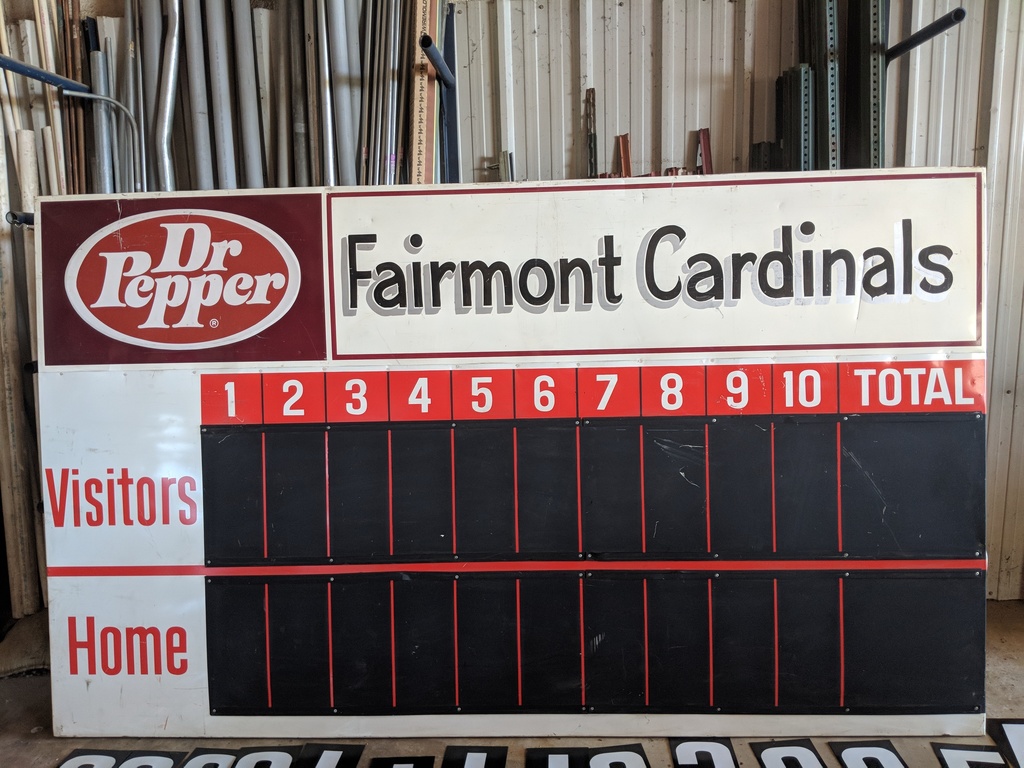 Dr
Pepper ®
Fairmont Cardinals
1 2 3 4 5 6 7 8 9 10 TOTAL
Visitors
Home